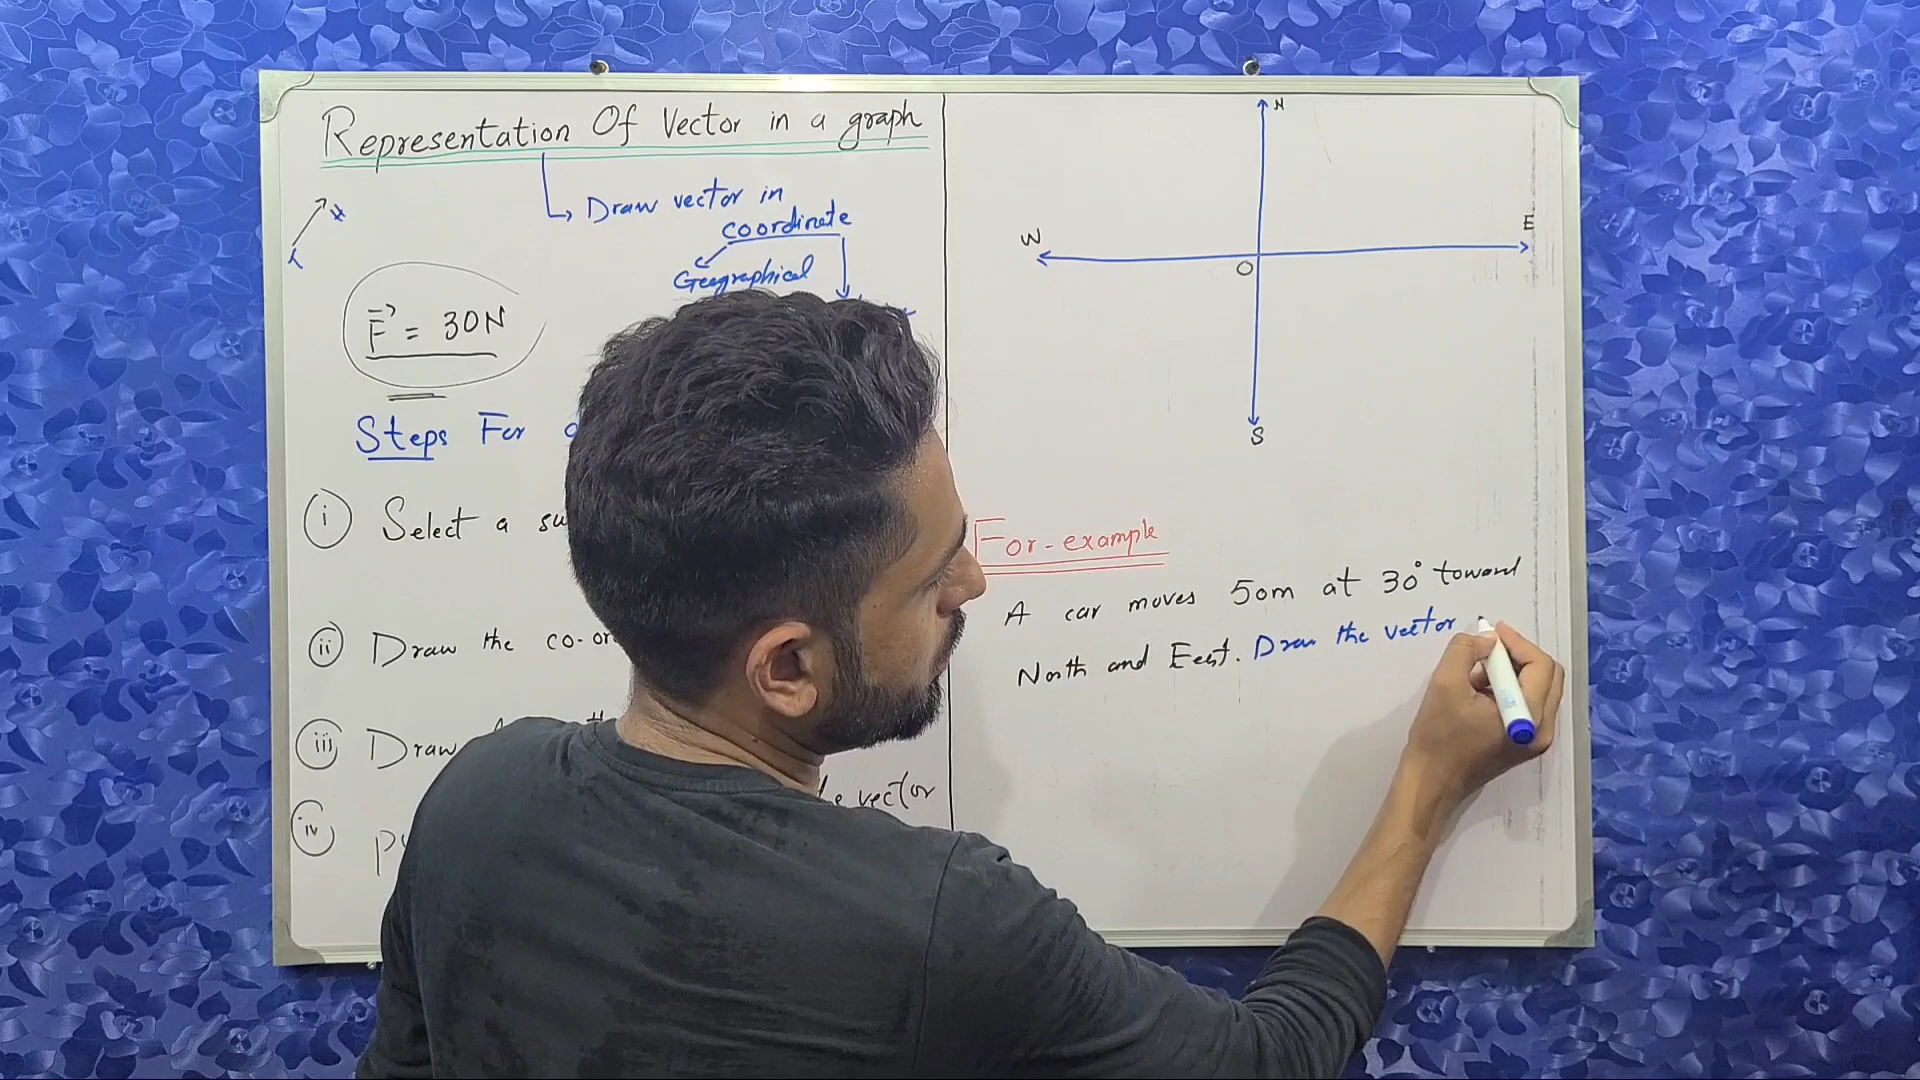 Representation Of Vector in a graph
Draw vector in
coordinate
Geographical
F = 30N
Steps For
i Select a su
ii Draw the co-or
iii Draw
iv
vector
N
W
E
O
S
For-example
A car moves 50m at 30° toward
North and East. Draw the vector